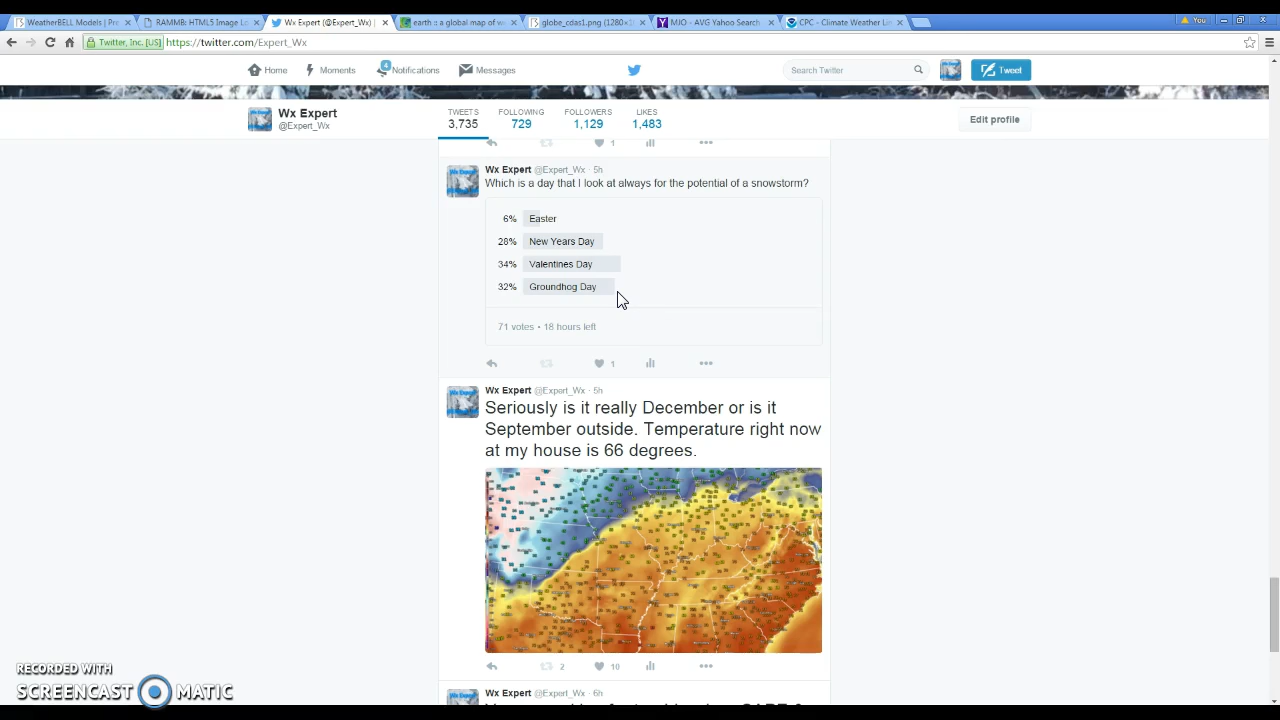 WeatherBELL Models | Pre
RAMMB: HTML5 Image Lo
Wx Expert (@Expert_Wx) |
earth :: a global map of w
globe_cdas1.png (1280×1
MJO - AVG Yahoo Search
CPC - Climate Weather Lin
You
Twitter, Inc. [US]
https://twitter.com/Expert_Wx
Home
Moments
4
Notifications
Messages
Search Twitter
Tweet
Wx Expert
@Expert_Wx
TWEETS
3,735
FOLLOWING
729
FOLLOWERS
1,129
LIKES
1,483
Edit profile
1
Wx Expert @Expert_Wx · 5h
Which is a day that I look at always for the potential of a snowstorm?
6% Easter
28% New Years Day
34% Valentines Day
32% Groundhog Day
71 votes • 18 hours left
1
Wx Expert @Expert_Wx · 5h
Seriously is it really December or is it
September outside. Temperature right now
at my house is 66 degrees.
2
10
Wx Expert @Expert_Wx · 6h
RECORDED WITH
SCREENCAST MATIC